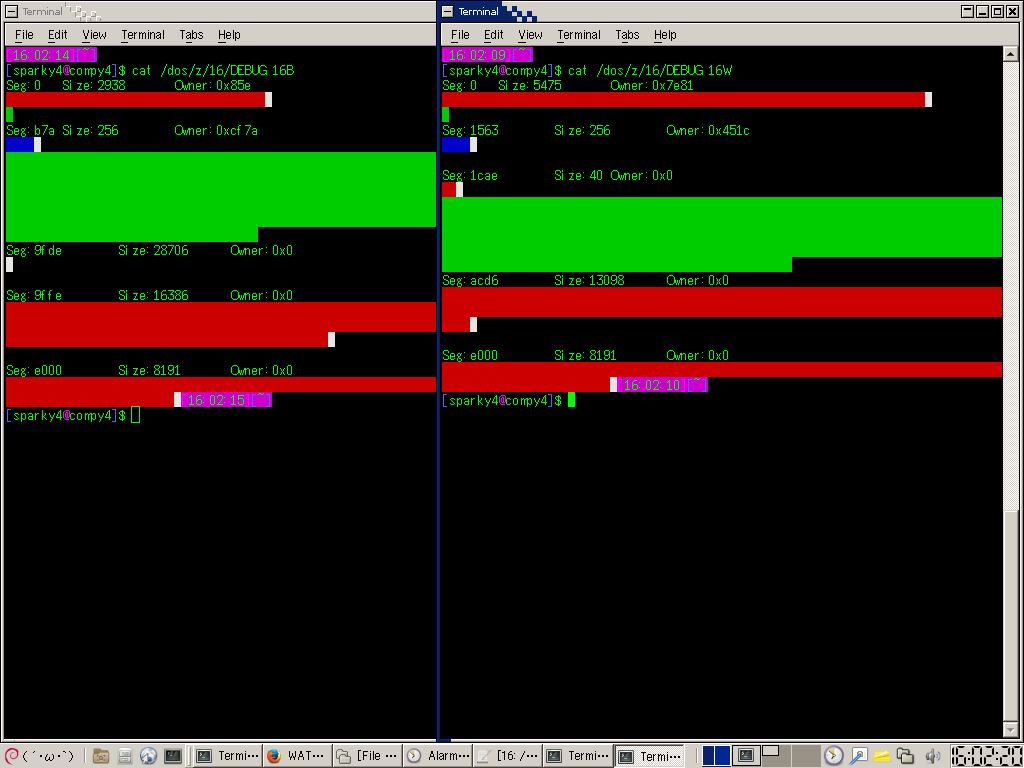 Terminal
File Edit View Terminal Tabs Help
[16:02:14][~]
[sparky4@compy4]$ cat /dos/z/16/DEBUG.16B
Seg:0 Size:2938 Owner:0x85e
Seg:b7a Size:256 Owner:0xcf7a
Seg:9fde Size:28706 Owner:0x0
Seg:9ffe Size:16386 Owner:0x0
Seg:e000 Size:8191 Owner:0x0
[16:02:15][~]
[sparky4@compy4]$
Terminal
File Edit View Terminal Tabs Help
[16:02:09][~]
[sparky4@compy4]$ cat /dos/z/16/DEBUG.16W
Seg:0 Size:5475 Owner:0x7e81
Seg:1563 Size:256 Owner:0x451c
Seg:1cae Size:40 Owner:0x0
Seg:acd6 Size:13098 Owner:0x0
Seg:e000 Size:8191 Owner:0x0
[16:02:10][~]
[sparky4@compy4]$
(´･ω･`) Termi··· WAT··· [File ··· Alarm··· [16: /··· Termi··· Termi··· 16:02:20